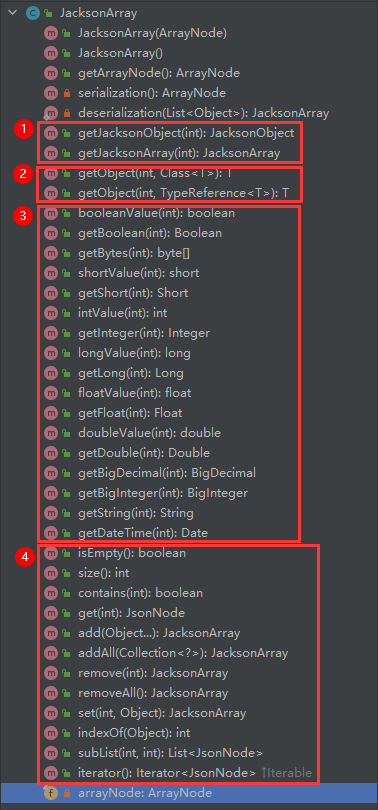 JacksonArray
JacksonArray(ArrayNode)
JacksonArray()
getArrayNode(): ArrayNode
serialization(): ArrayNode
deserialization(List<Object>): JacksonArray
1 getJacksonObject(int): JacksonObject
getJacksonArray(int): JacksonArray
2 getObject(int, Class<T>): T
getObject(int, TypeReference<T>): T
3 booleanValue(int): boolean
getBoolean(int): Boolean
getBytes(int): byte[]
shortValue(int): short
getShort(int): Short
intValue(int): int
getInteger(int): Integer
longValue(int): long
getLong(int): Long
floatValue(int): float
getFloat(int): Float
doubleValue(int): double
getDouble(int): Double
getBigDecimal(int): BigDecimal
getBigInteger(int): BigInteger
getString(int): String
getDateTime(int): Date
4 isEmpty(): boolean
size(): int
contains(int): boolean
get(int): JsonNode
add(Object...): JacksonArray
addAll(Collection<?>): JacksonArray
remove(int): JacksonArray
removeAll(): JacksonArray
set(int, Object): JacksonArray
indexOf(Object): int
subList(int, int): List<JsonNode>
iterator(): Iterator<JsonNode> ↑Iterable
arrayNode: ArrayNode